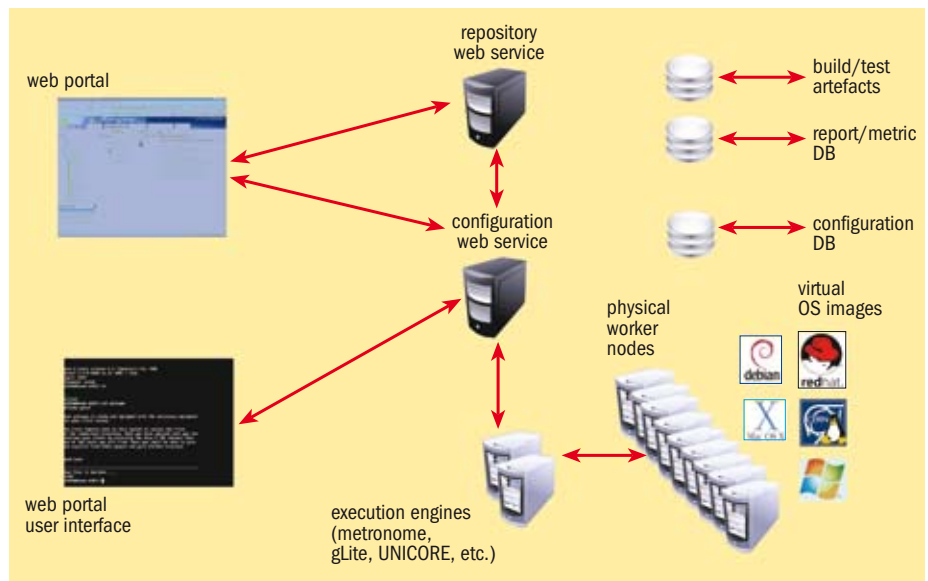 repository
web service
web portal
build/test
artefacts
report/metric
DB
configuration
web service
configuration
DB
virtual
OS images
physical
worker
nodes
debian
redhat.
X
Mac OS X
web portal
user interface
execution engines
(metronome,
gLite, UNICORE, etc.)